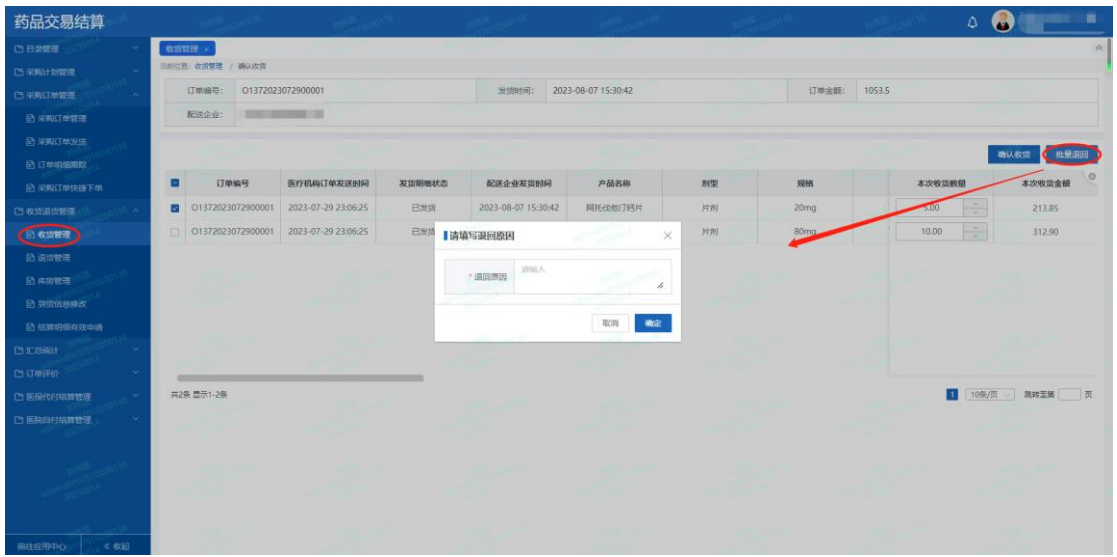 药品交易结算
目录管理
采购计划管理
采购订单管理
采购订单管理
采购订单发送
订单明细跟踪
采购订单快捷下单
收货退货管理
收货管理
退货管理
库房管理
到货信息修改
结算明细有效申请
汇总统计
订单评价
医保代付结算管理
医院自付结算管理
前往应用中心 《 收起
收货管理 ×
当前位置: 收货管理 / 确认收货
订单编号: O1372023072900001 发货时间: 2023-08-07 15:30:42 订单金额: 1053.5
配送企业:
确认收货 批量退回
订单编号 医疗机构订单发送时间 发货明细状态 配送企业发货时间 产品名称 剂型 规格 本次收货数量 本次收货金额
O1372023072900001 2023-07-29 23:06:25 已发货 2023-08-07 15:30:42 阿托伐他汀钙片 片剂 20mg 5.00 213.85
O1372023072900001 2023-07-29 23:06:25 已发货 片剂 80mg 10.00 312.90
请填写退回原因 ×
* 退回原因 请输入
取消 确定
共2条 显示1-2条 1 10条/页 跳转至第 页